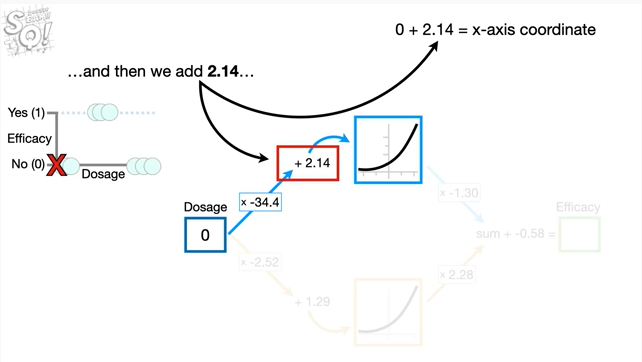 SQ!
0 + 2.14 = x-axis coordinate
…and then we add 2.14…
Yes (1)
Efficacy
No (0)
Dosage
+ 2.14
x -34.4
x -1.30
Dosage
Efficacy
0
sum + -0.58 =
x -2.52
x 2.28
+ 1.29